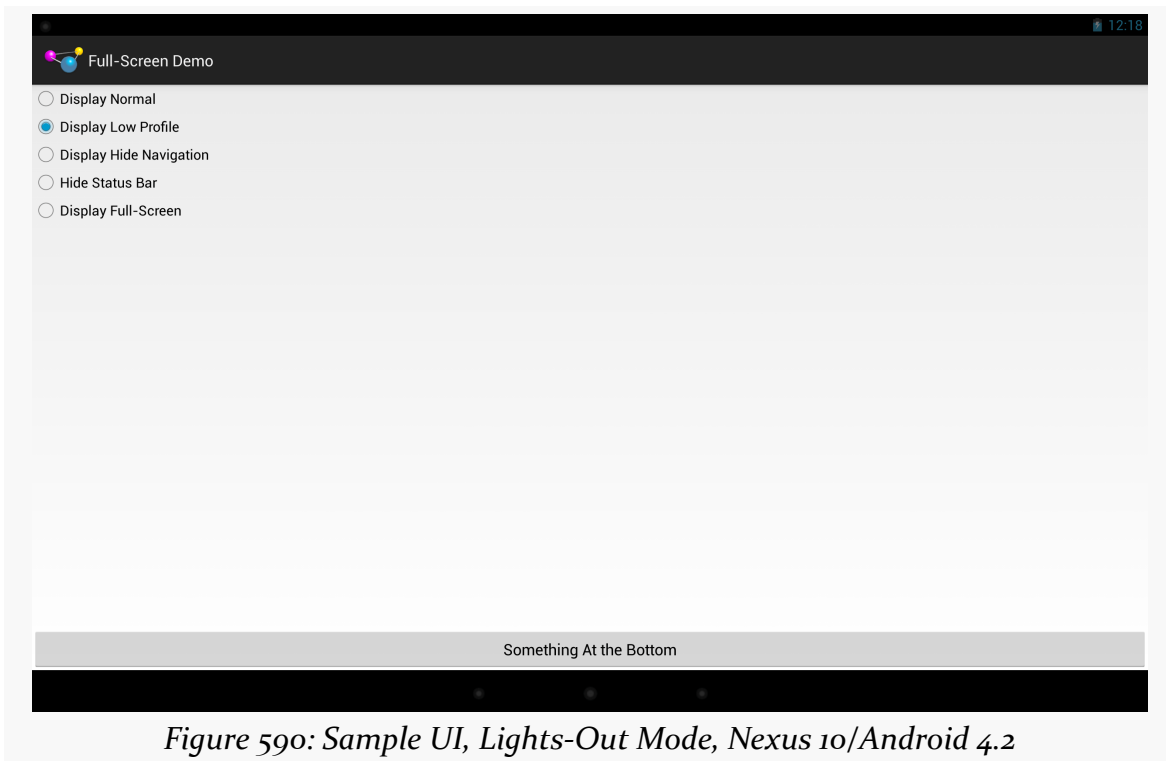 12:18
Full-Screen Demo
Display Normal
Display Low Profile
Display Hide Navigation
Hide Status Bar
Display Full-Screen
Something At the Bottom
Figure 590: Sample UI, Lights-Out Mode, Nexus 10/Android 4.2